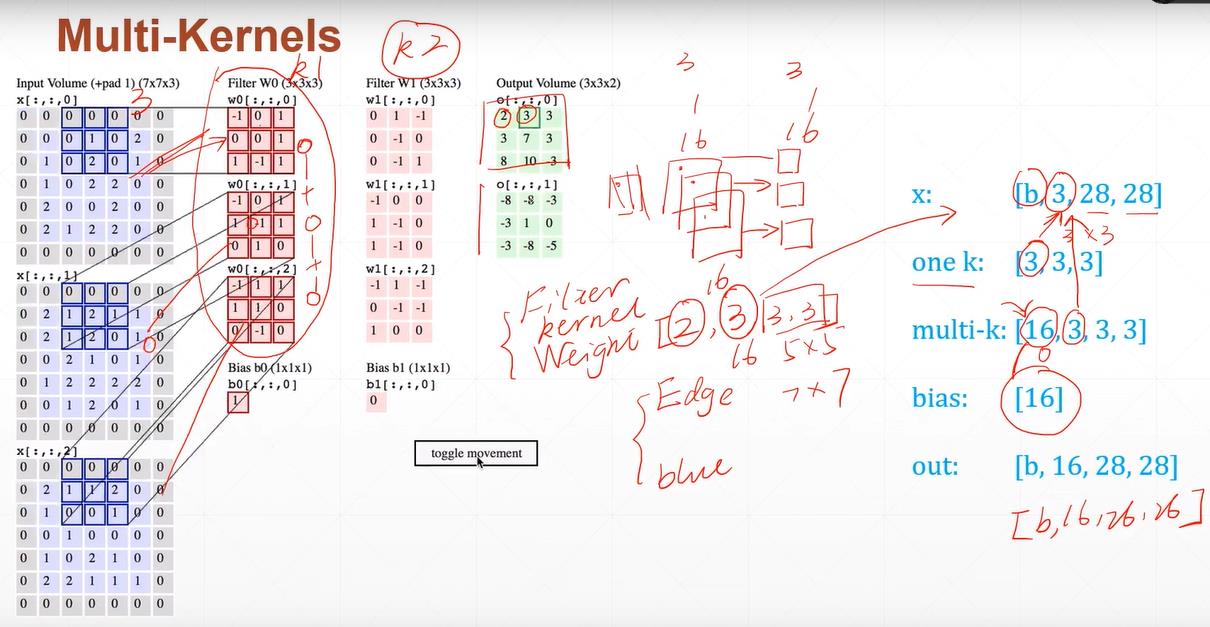 Multi-Kernels
k2
k1
Input Volume (+pad 1) (7x7x3)
x[:,:,0]
0 0 0 0 0 0 0
0 0 0 1 0 2 0
0 1 0 2 0 1 0
0 1 0 2 2 0 0
0 2 0 0 2 0 0
0 2 1 2 2 0 0
0 0 0 0 0 0 0
x[:,:,1]
0 0 0 0 0 0 0
0 2 1 2 1 1 0
0 2 1 2 0 1 0
0 0 2 1 0 1 0
0 1 2 2 2 2 0
0 0 1 2 0 1 0
0 0 0 0 0 0 0
x[:,:,2]
0 0 0 0 0 0 0
0 2 1 1 2 0 0
0 1 0 0 1 0 0
0 0 1 0 0 0 0
0 1 0 2 1 0 0
0 2 2 1 1 1 0
0 0 0 0 0 0 0
3
Filter W0 (3x3x3)
w0[:,:,0]
-1 0 1
0 0 1
1 -1 1
w0[:,:,1]
-1 0 1
1 -1 1
0 1 0
w0[:,:,2]
-1 1 1
1 1 0
0 -1 0
Bias b0 (1x1x1)
b0[:,:,0]
1
Filter W1 (3x3x3)
w1[:,:,0]
0 1 -1
0 -1 0
0 -1 1
w1[:,:,1]
-1 0 0
1 -1 0
1 -1 0
w1[:,:,2]
-1 1 -1
0 -1 -1
1 0 0
Bias b1 (1x1x1)
b1[:,:,0]
0
Output Volume (3x3x2)
o[:,:,0]
2 3 3
3 7 3
8 10 -3
o[:,:,1]
-8 -8 -3
-3 1 0
-3 -8 -5
toggle movement
3 3
1 1
16 16
16
Filter
kernel
Weight [2, 3, 3, 3]
16 5×5
Edge 7×7
blue
x: [b, 3, 28, 28]
3×3
one k: [3, 3, 3]
multi-k: [16, 3, 3, 3]
0
bias: [16]
out: [b, 16, 28, 28]
[b, 16, 26, 26]